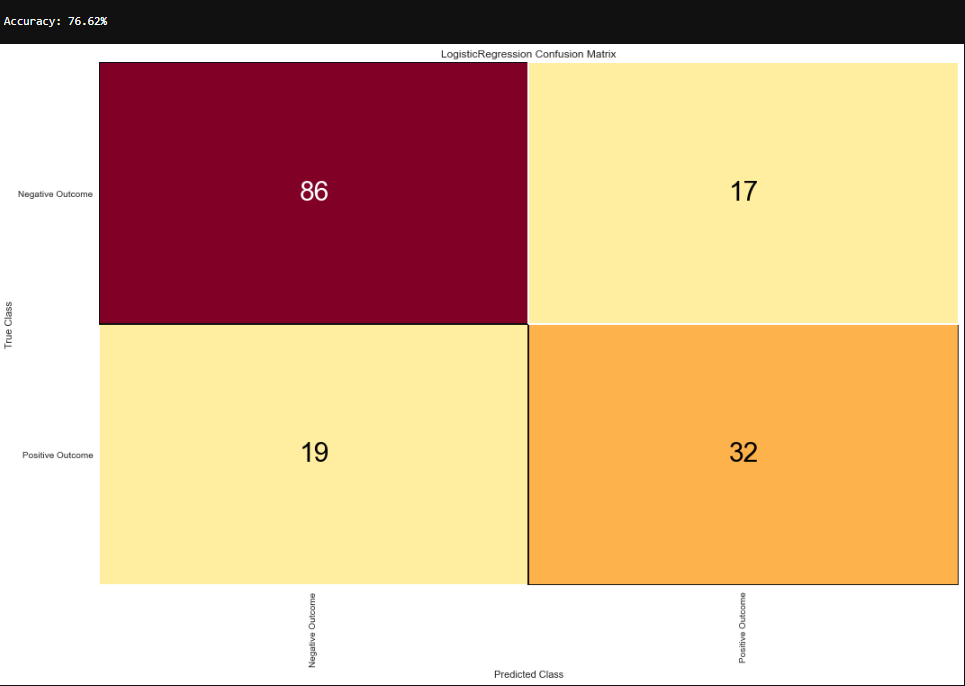 Accuracy: 76.62%
LogisticRegression Confusion Matrix
True Class
Negative Outcome
86
17
Positive Outcome
19
32
Negative Outcome
Positive Outcome
Predicted Class